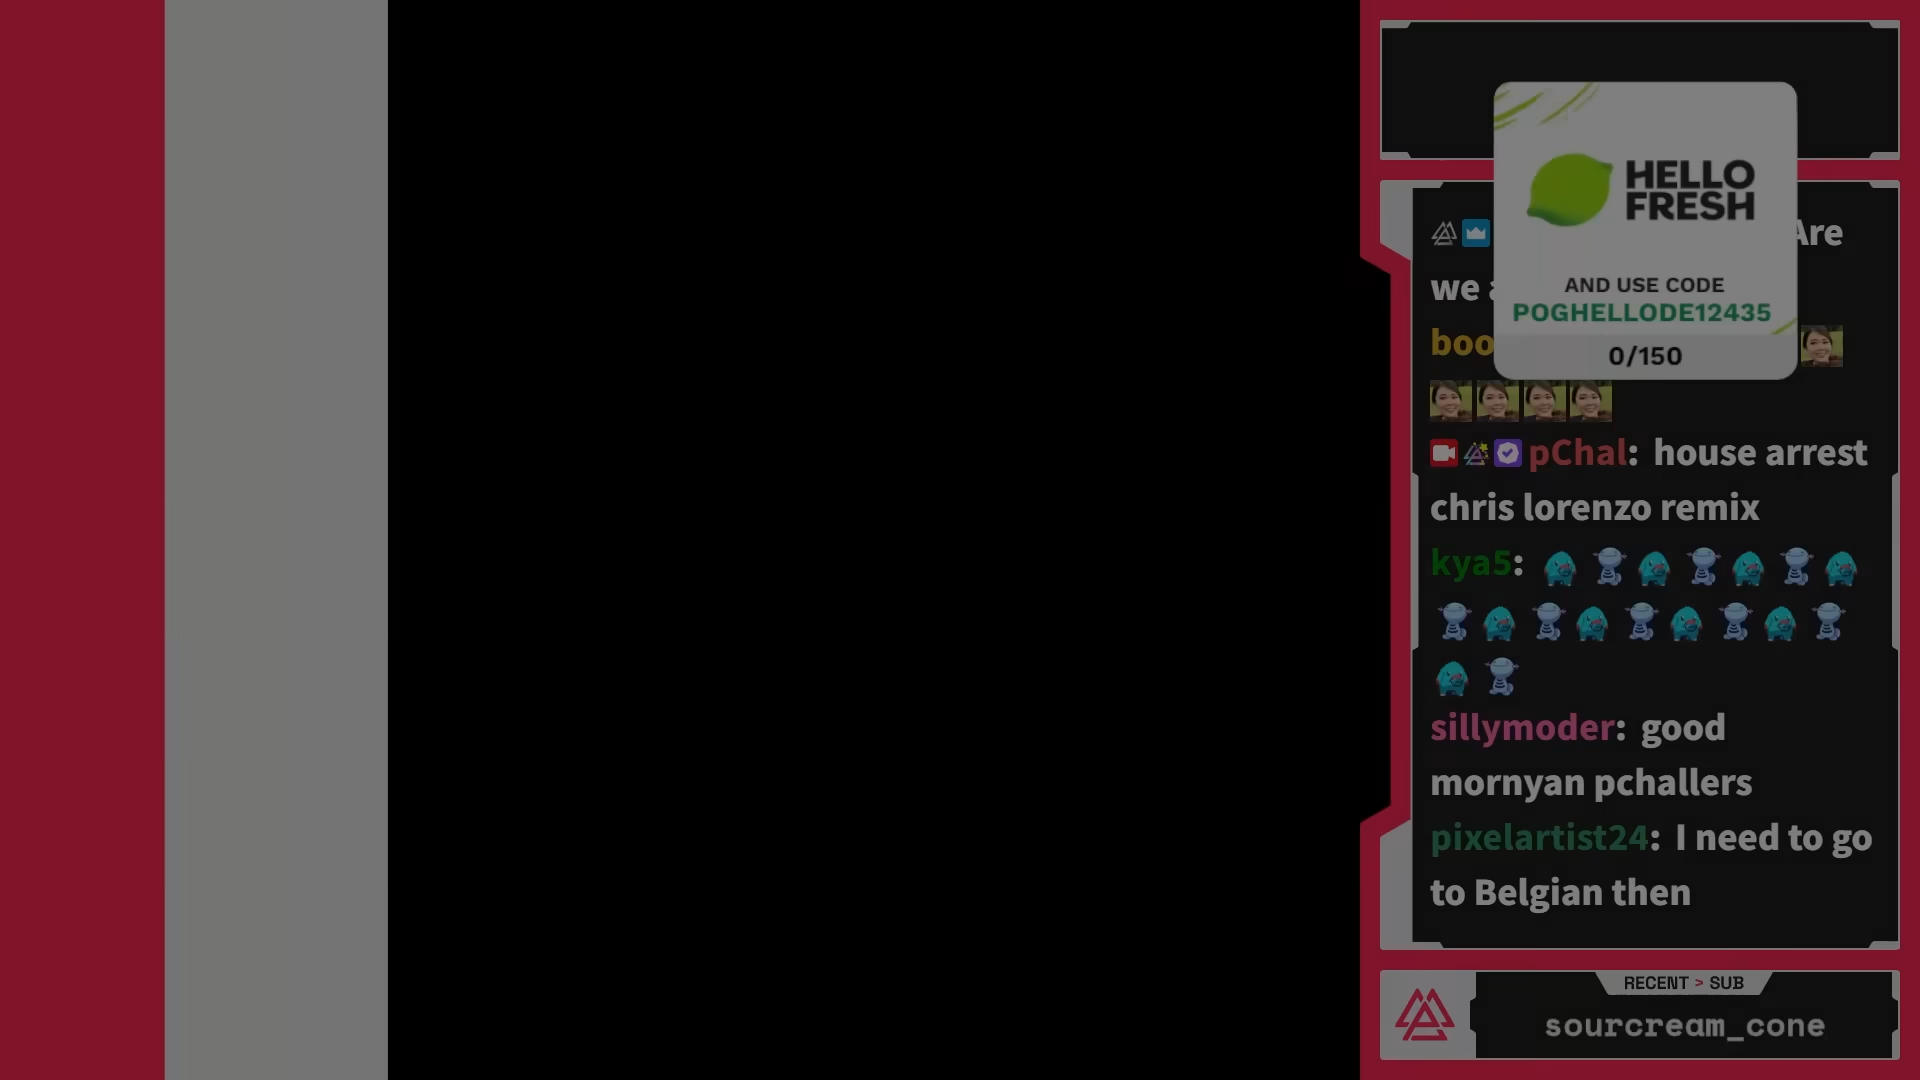 HELLO
FRESH
AND USE CODE
POGHELLODE12435
0/150
Are
we
boo
pChal: house arrest
chris lorenzo remix
kya5:
sillymoder: good
mornyan pchallers
pixelartist24: I need to go
to Belgian then
RECENT > SUB
sourcream_cone